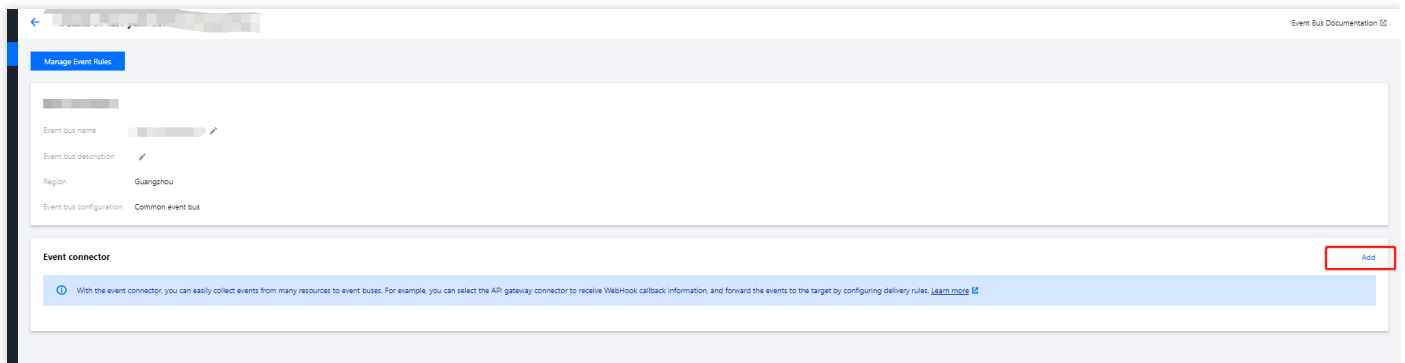 Event Bus Documentation
Manage Event Rules
Event bus name
Event bus description
Region Guangzhou
Event bus configuration Common event bus
Event connector Add
With the event connector, you can easily collect events from many resources to event buses. For example, you can select the API gateway connector to receive WebHook callback information, and forward the events to the target by configuring delivery rules. Learn more